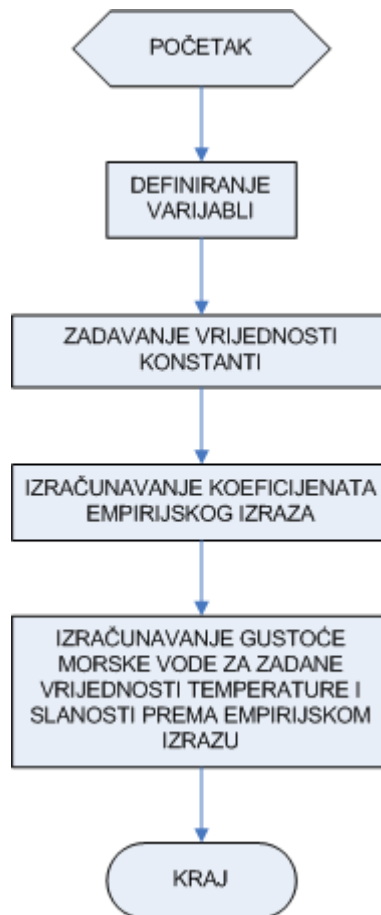 POČETAK
DEFINIRANJE
VARIJABLI
ZADAVANJE VRIJEDNOSTI
KONSTANTI
IZRAČUNAVANJE KOEFICIJENATA
EMPIRIJSKOG IZRAZA
IZRAČUNAVANJE GUSTOĆE
MORSKE VODE ZA ZADANE
VRIJEDNOSTI TEMPERATURE I
SLANOSTI PREMA EMPIRIJSKOM
IZRAZU
KRAJ